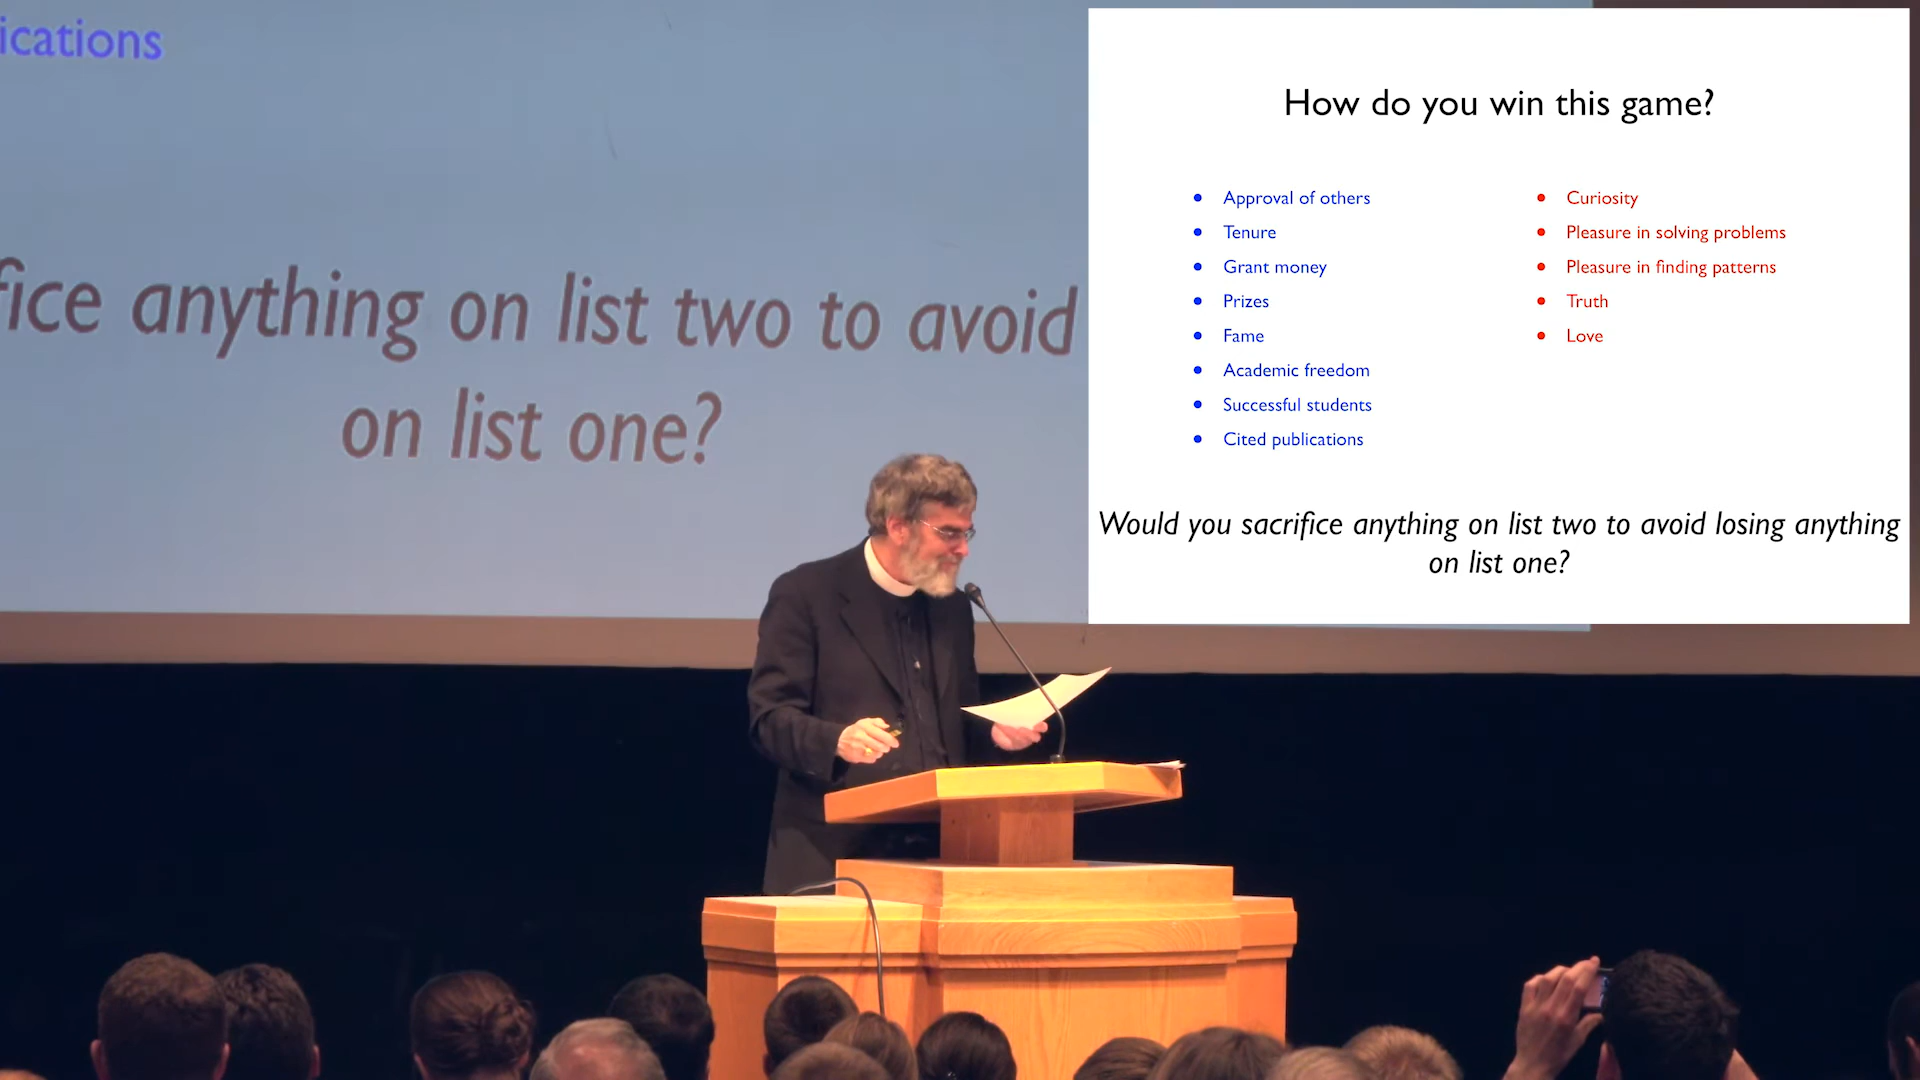 ications
fice anything on list two to avoid
on list one?
How do you win this game?
• Approval of others
• Tenure
• Grant money
• Prizes
• Fame
• Academic freedom
• Successful students
• Cited publications
• Curiosity
• Pleasure in solving problems
• Pleasure in finding patterns
• Truth
• Love
Would you sacrifice anything on list two to avoid losing anything
on list one?